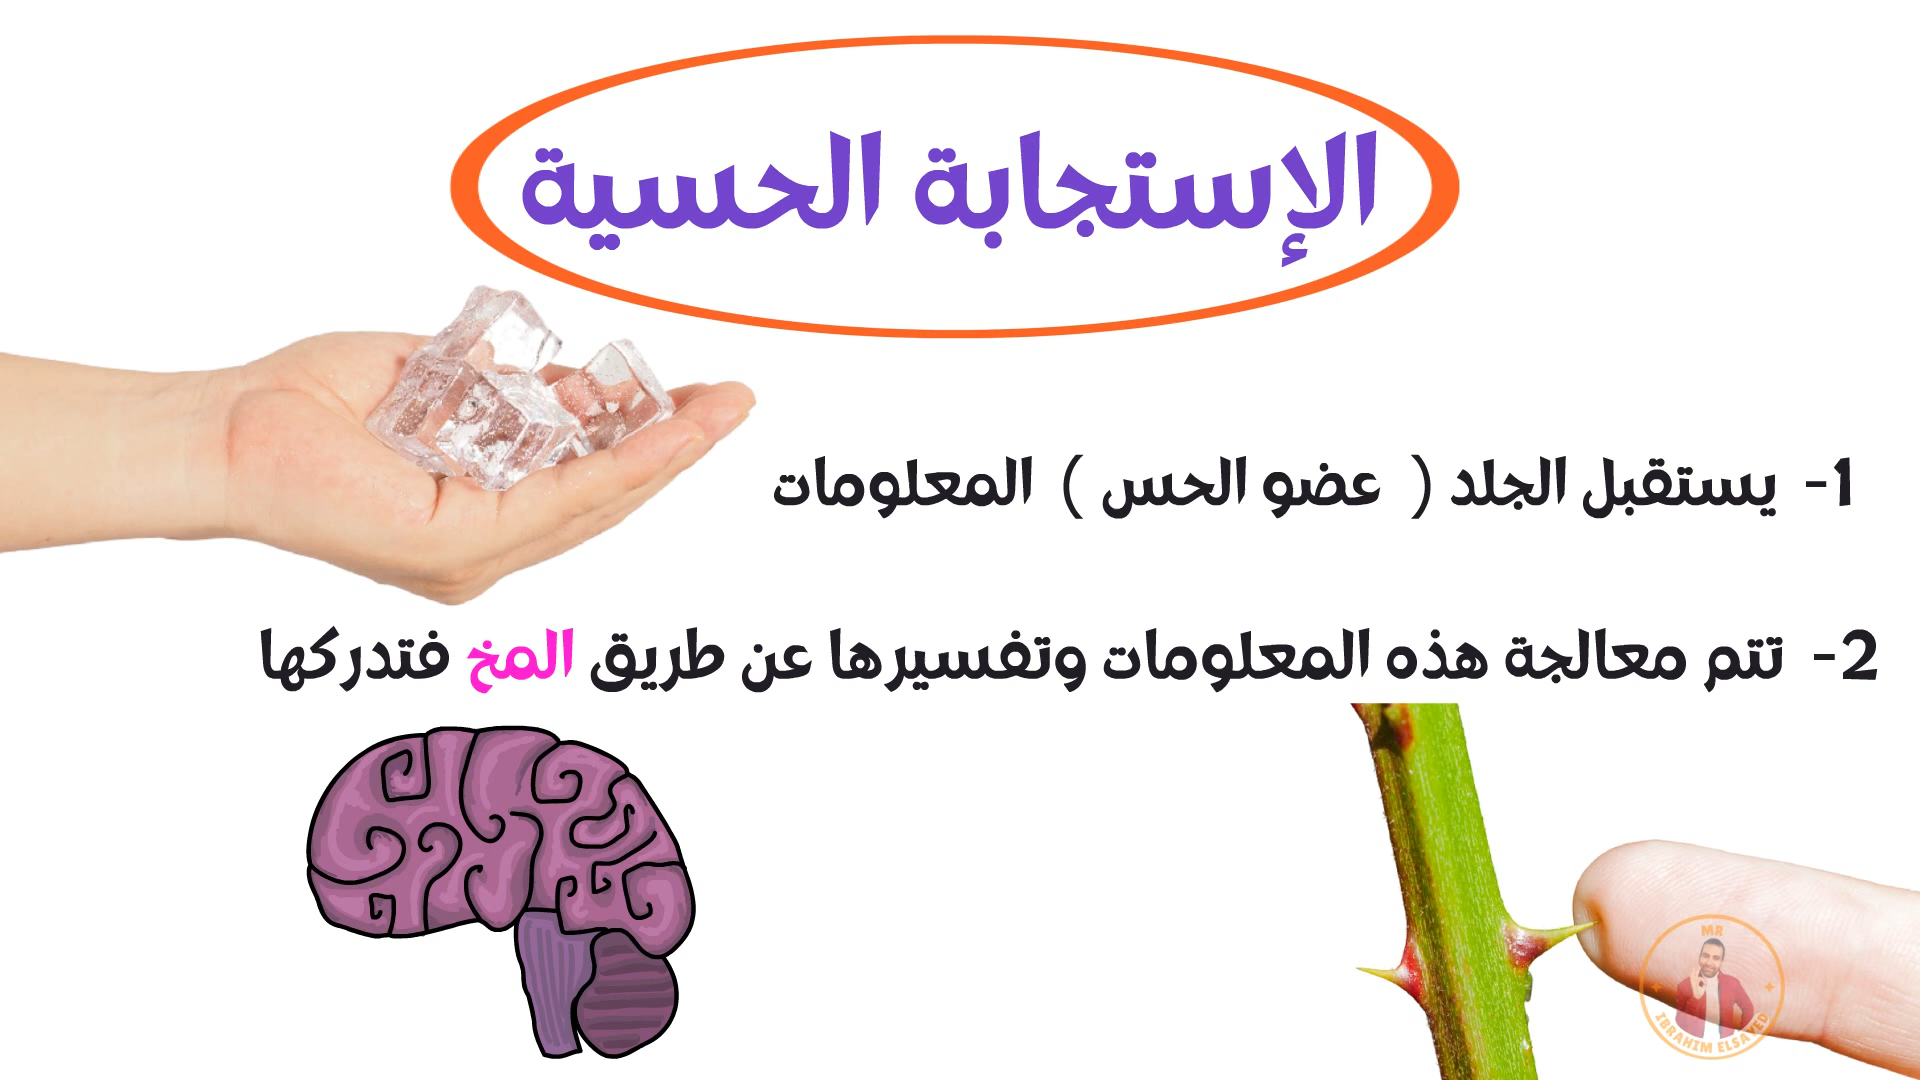 الإستجابة الحسية
1- يستقبل الجلد ( عضو الحس ) المعلومات
2- تتم معالجة هذه المعلومات وتفسيرها عن طريق المخ فتدركها
MR
IBRAHIM ELSAYED